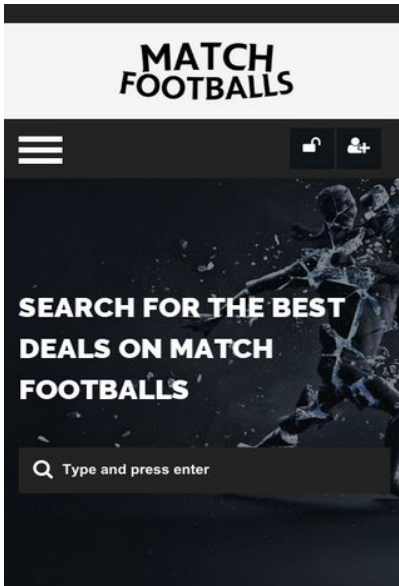 MATCH
FOOTBALLS
SEARCH FOR THE BEST
DEALS ON MATCH
FOOTBALLS
Type and press enter